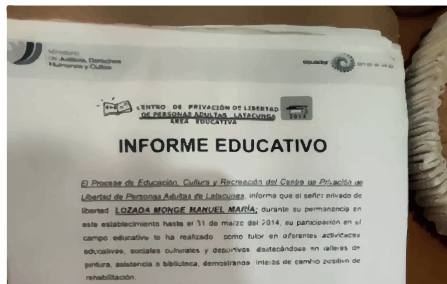 Ministerio
de Justicia, Derechos
Humanos y Cultos
ecuador
CENTRO DE PRIVACIÓN DE LIBERTAD
DE PERSONAS ADULTAS LATACUNGA
AREA EDUCATIVA
2014
INFORME EDUCATIVO
El Proceso de Educación, Cultura y Recreación del Centro de Privación de
Libertad de Personas Adultas de Latacunga, informa que el señor privado de
libertad LOZADA MONGE MANUEL MARÍA; durante su permanencia en
este establecimiento hasta el 31 de marzo del 2014, su participación en el
campo educativo lo ha realizado como tutor en diferentes actividades
educativas, sociales culturales y deportivas destacándose en talleres de
pintura, asistencia a biblioteca, demostrando interés de cambio positivo de
rehabilitación.